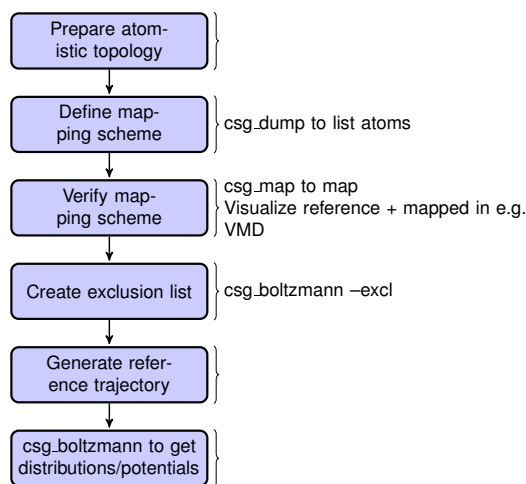 Prepare atom-
istic topology
Define map-
ping scheme
csg_dump to list atoms
Verify map-
ping scheme
csg_map to map
Visualize reference + mapped in e.g.
VMD
Create exclusion list
csg_boltzmann –excl
Generate refer-
ence trajectory
csg_boltzmann to get
distributions/potentials